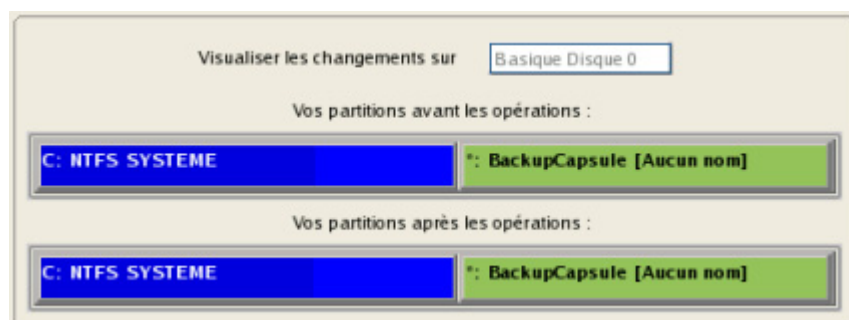 Visualiser les changements sur Basique Disque 0
Vos partitions avant les opérations :
C: NTFS SYSTEME *: BackupCapsule [Aucun nom]
Vos partitions après les opérations :
C: NTFS SYSTEME *: BackupCapsule [Aucun nom]